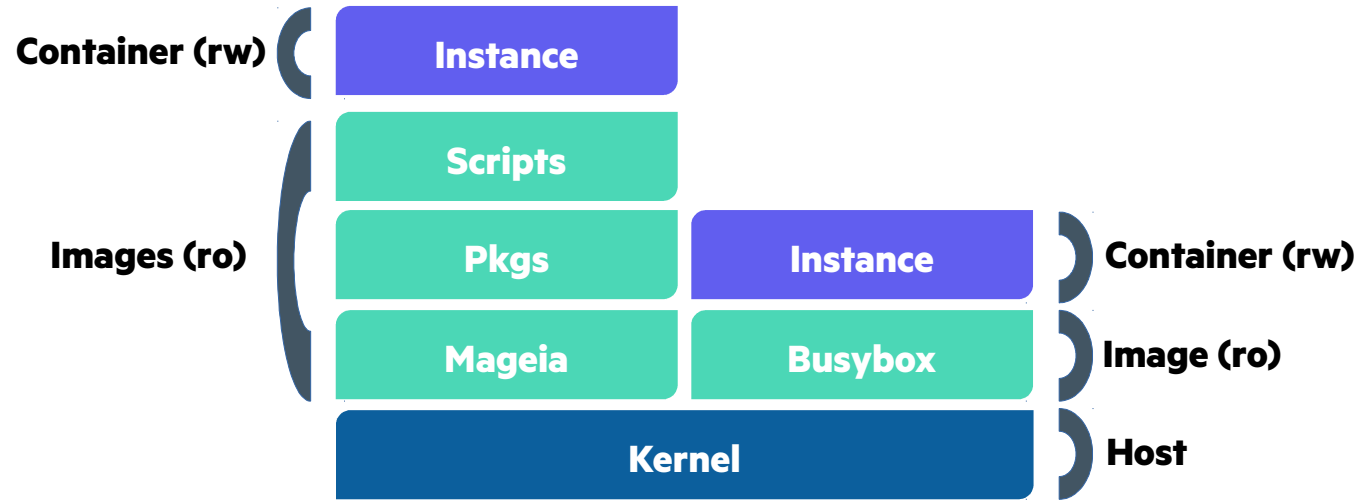 Container (rw)
Instance
Scripts
Images (ro)
Pkgs
Instance
Container (rw)
Mageia
Busybox
Image (ro)
Kernel
Host